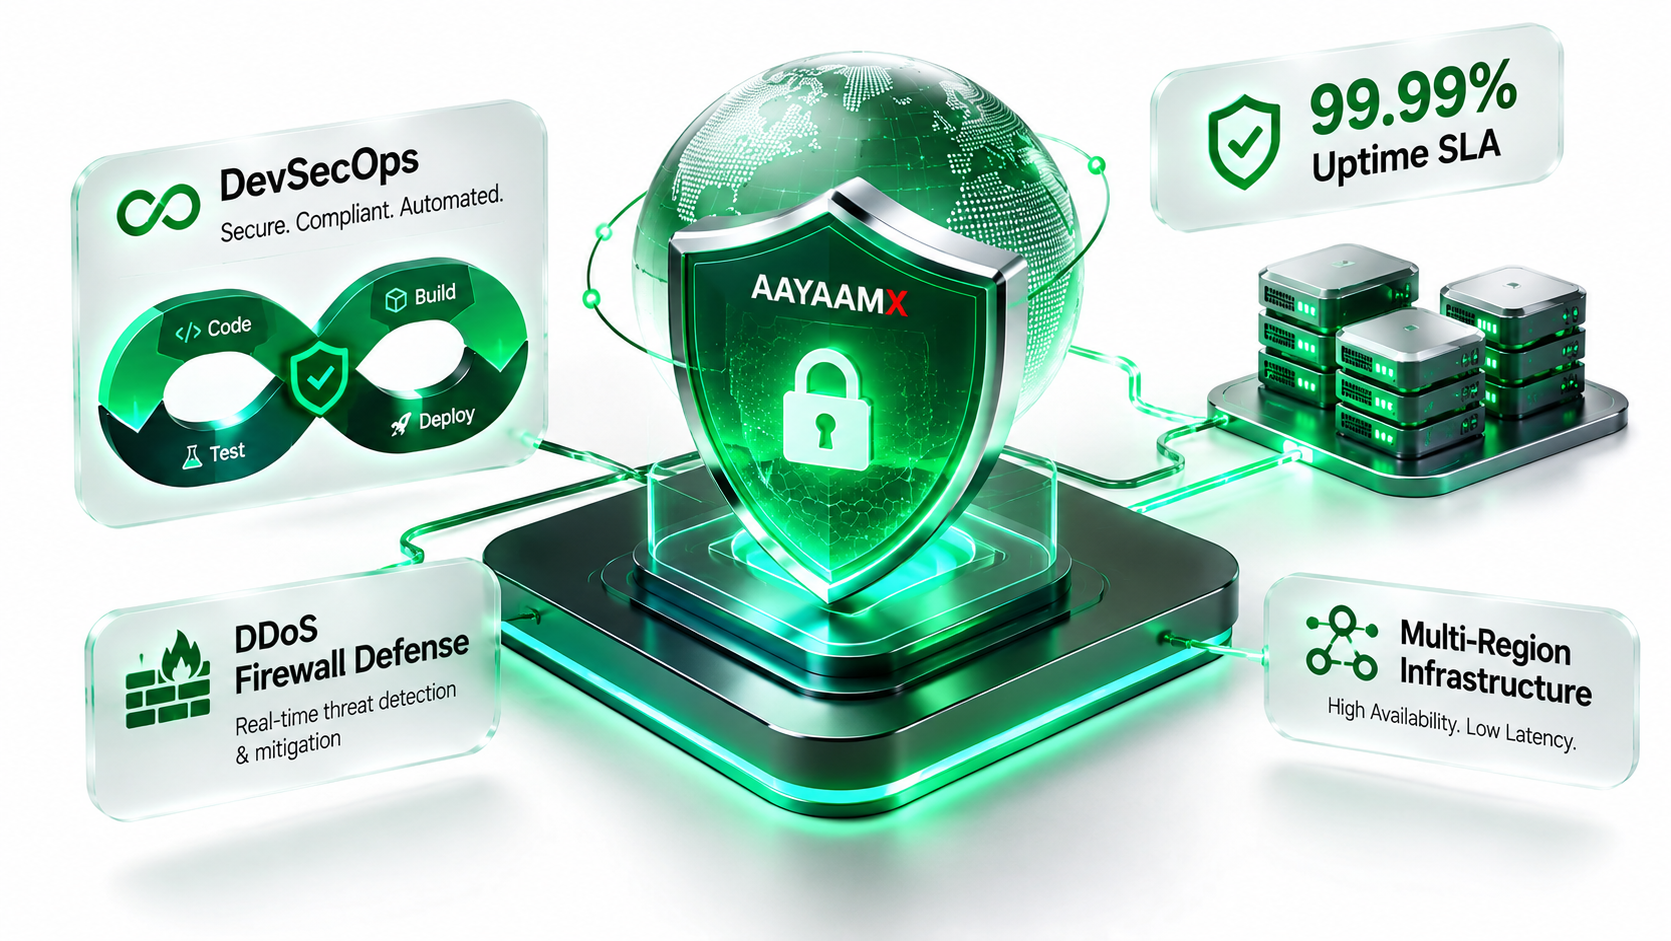 DevSecOps
Secure. Compliant. Automated.
Code
Build
Test
Deploy
AAYAAMX
99.99%
Uptime SLA
DDoS
Firewall Defense
Real-time threat detection
& mitigation
Multi-Region
Infrastructure
High Availability. Low Latency.